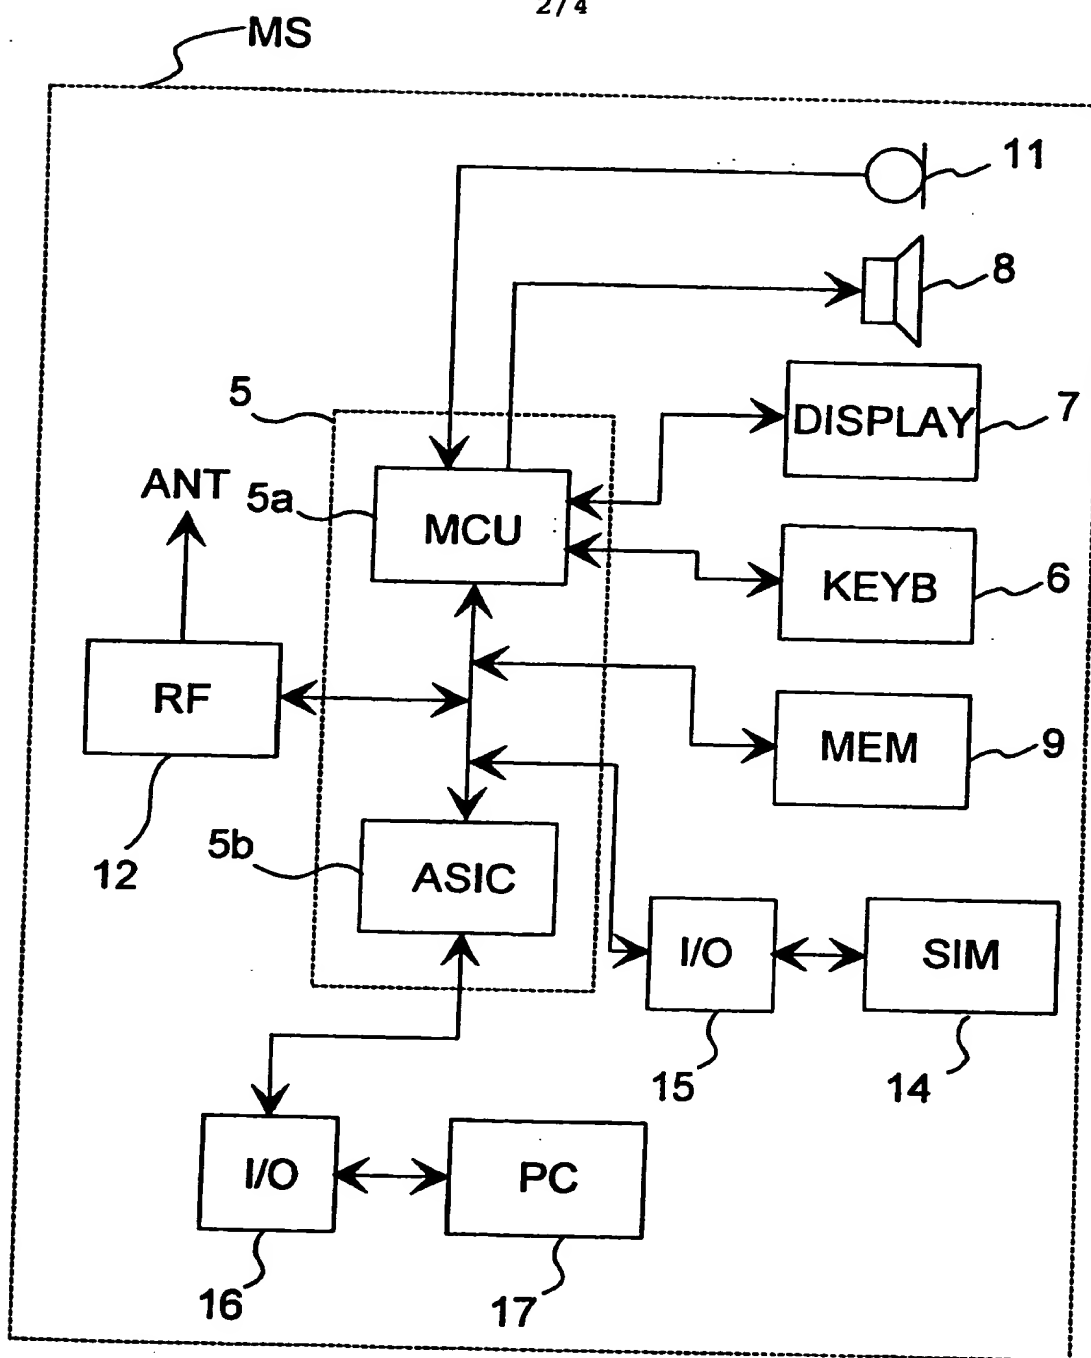 2/4
MS
11
8
5
DISPLAY
7
ANT
5a
MCU
KEYB
6
RF
MEM
9
12
5b
ASIC
I/O
SIM
15
14
I/O
PC
16
17